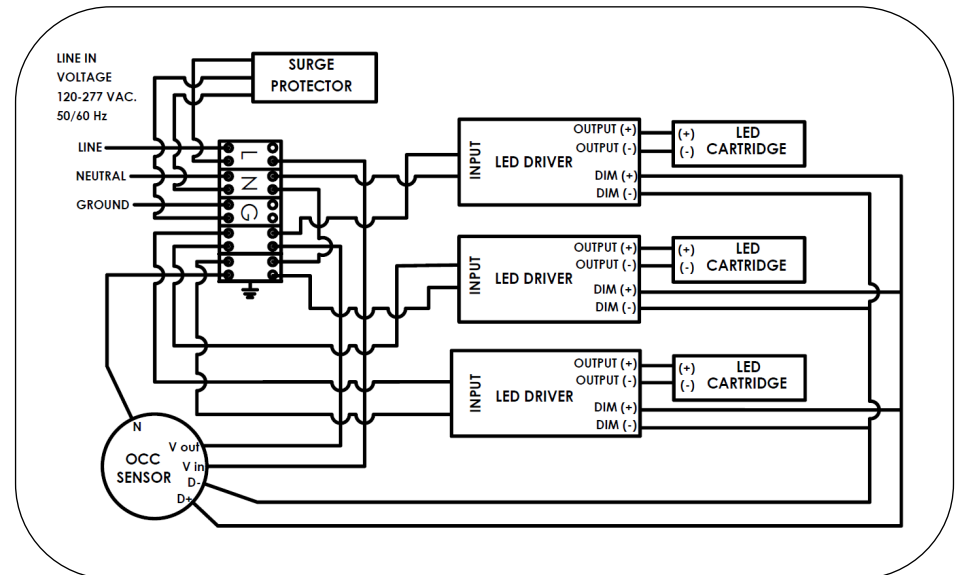 LINE IN
VOLTAGE
120-277 VAC.
50/60 Hz
SURGE
PROTECTOR
LINE
NEUTRAL
GROUND
L
N
G
INPUT
LED DRIVER
OUTPUT (+)
OUTPUT (-)
DIM (+)
DIM (-)
(+) LED
(-) CARTRIDGE
INPUT
LED DRIVER
OUTPUT (+)
OUTPUT (-)
DIM (+)
DIM (-)
(+) LED
(-) CARTRIDGE
INPUT
LED DRIVER
OUTPUT (+)
OUTPUT (-)
DIM (+)
DIM (-)
(+) LED
(-) CARTRIDGE
N
OCC
SENSOR
V out
V in
D-
D+